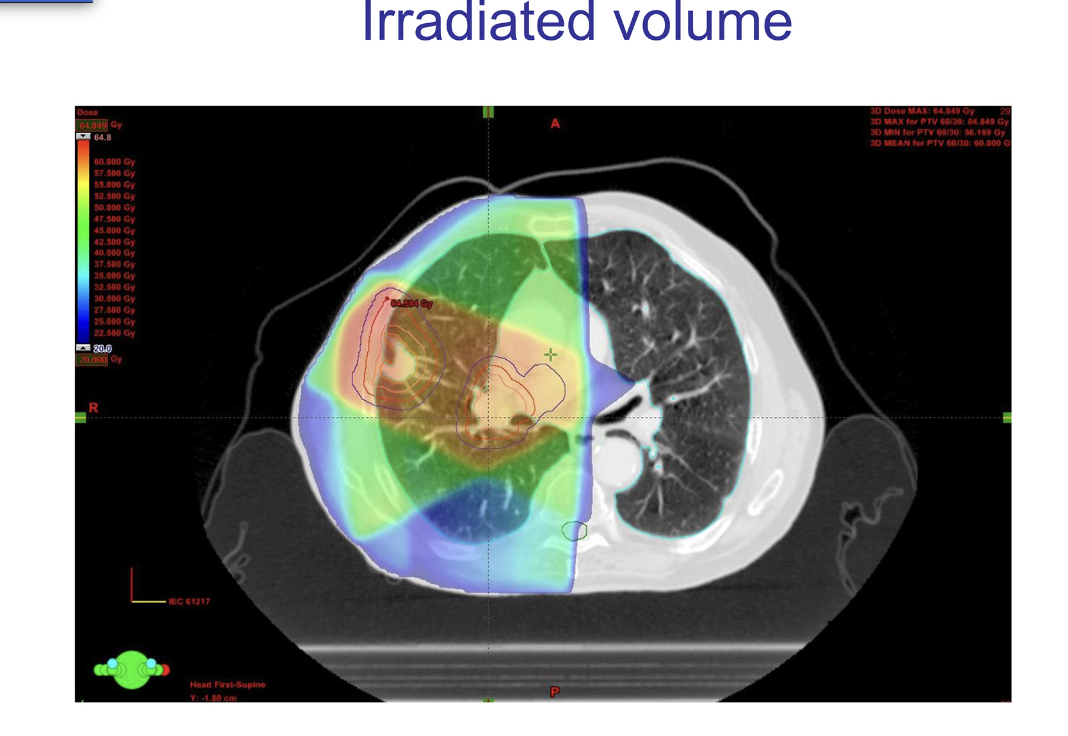 Irradiated volume
Dose
64.849 Gy
64.8
60.000 Gy
57.500 Gy
55.000 Gy
52.500 Gy
50.000 Gy
47.500 Gy
45.000 Gy
42.500 Gy
40.000 Gy
37.500 Gy
35.000 Gy
32.500 Gy
30.000 Gy
27.500 Gy
25.000 Gy
22.500 Gy
20.0
20.000 Gy
A
29
3D Dose MAX: 64.849 Gy
3D MAX for PTV 60/30: 64.849 Gy
3D MIN for PTV 60/30: 56.169 Gy
3D MEAN for PTV 60/30: 60.000 G
R
IEC 61217
Head First-Supine
Y: -1.80 cm
P